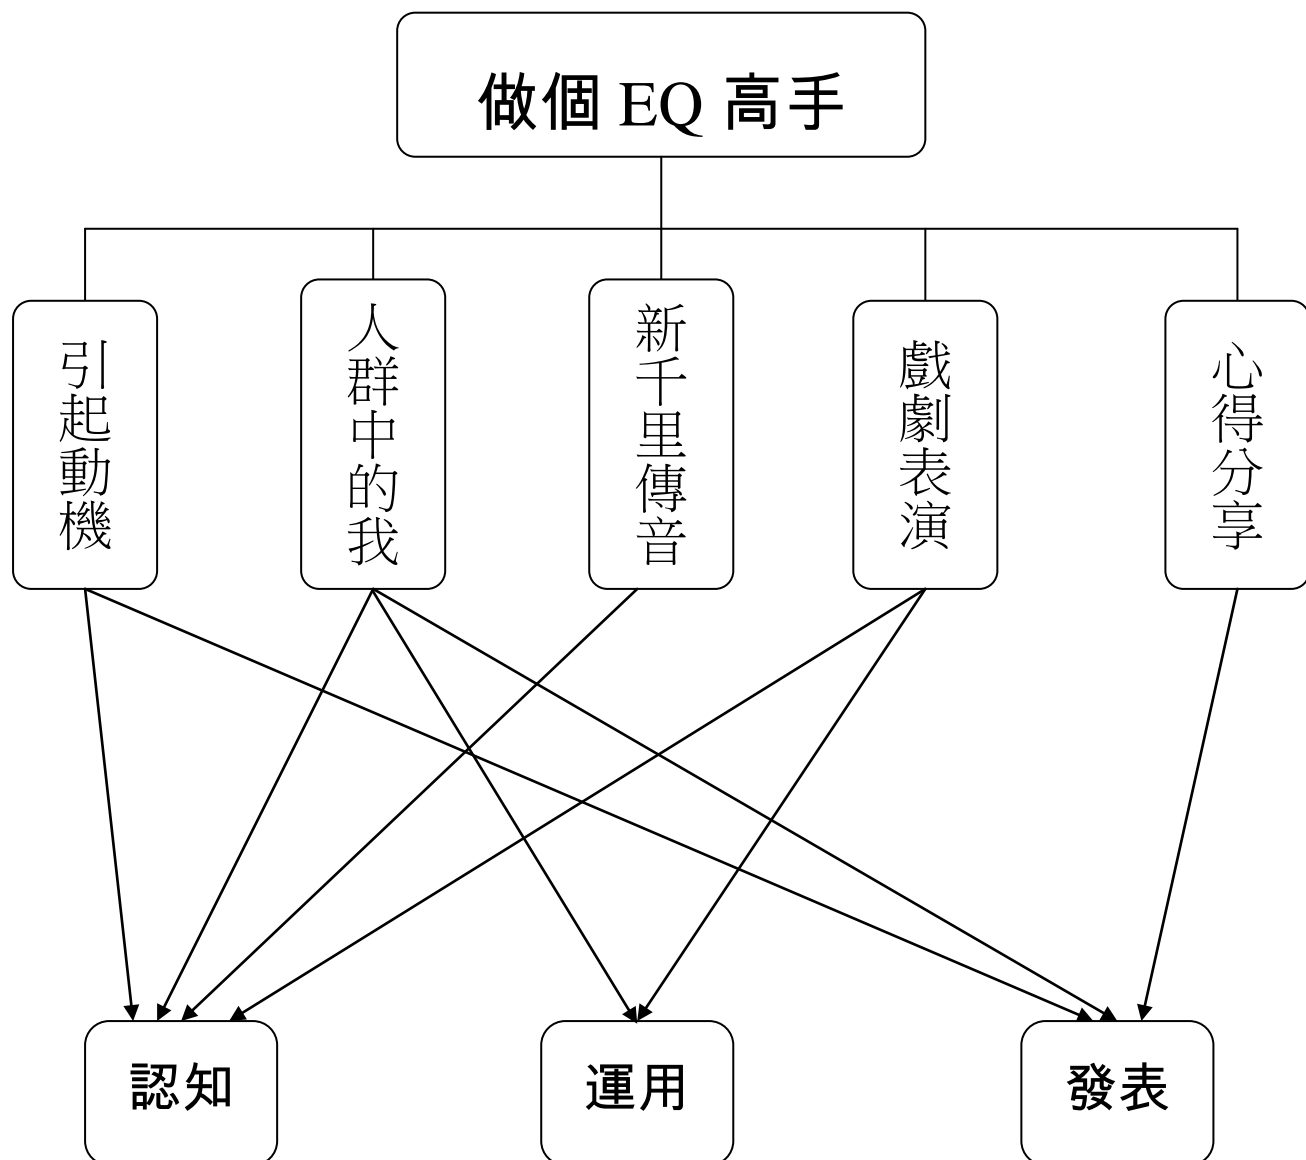 做個 EQ 高手
引起動機
人群中的我
新千里傳音
戲劇表演
心得分享
認知
運用
發表